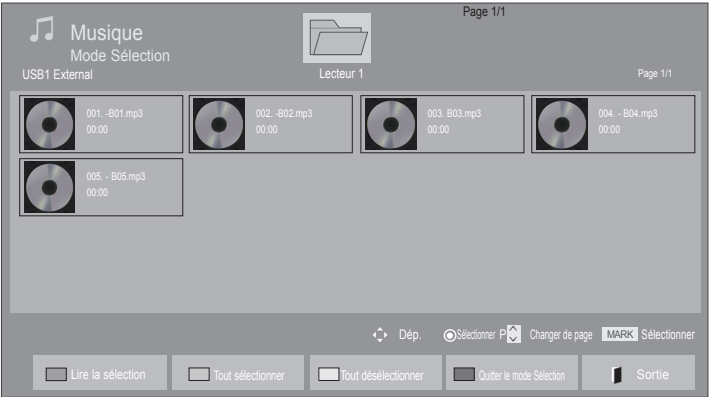 Page 1/1
Musique
Mode Sélection
USB1 External
Lecteur 1
Page 1/1
001. -B01.mp3
00:00
002. -B02.mp3
00:00
003. B03.mp3
00:00
004. - B04.mp3
00:00
005. - B05.mp3
00:00
Dép. Sélectionner P Changer de page MARK Sélectionner
Lire la sélection Tout sélectionner Tout désélectionner Quitter le mode Sélection Sortie